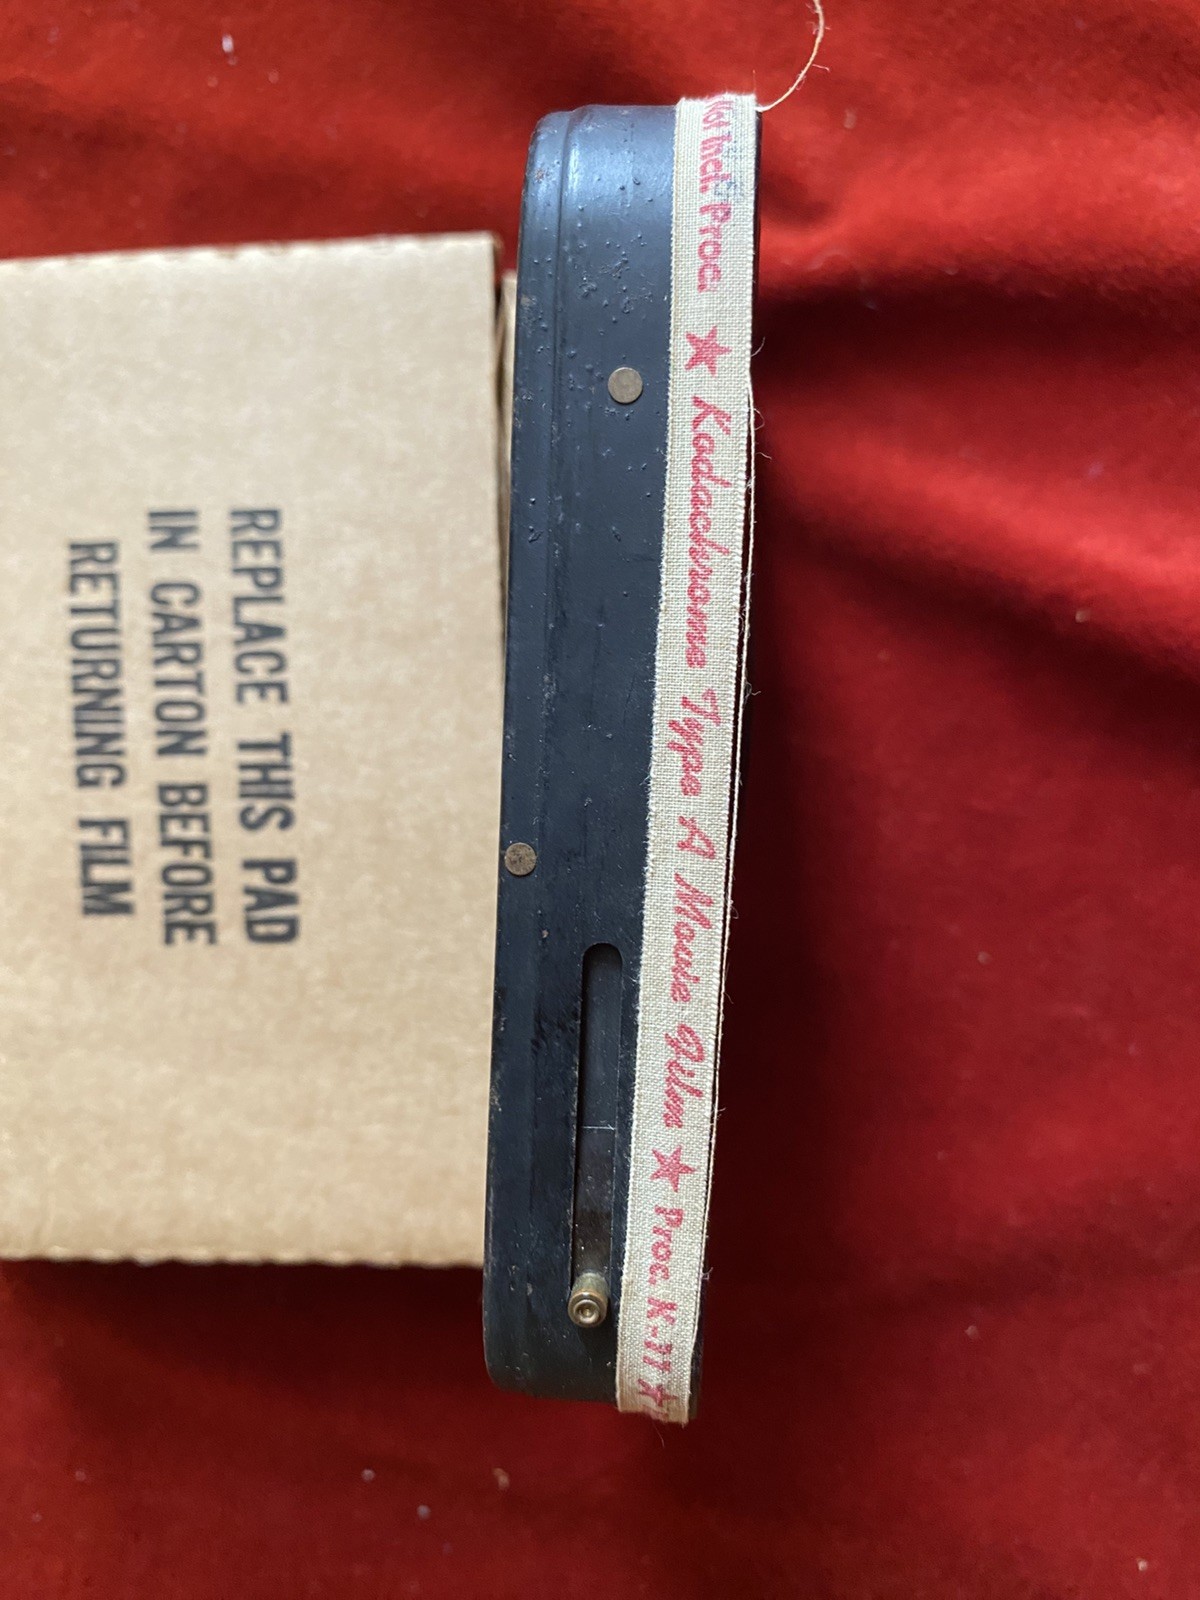 REPLACE THIS PAD
IN CARTON BEFORE
RETURNING FILM
Not Incl. Proc. ★ Kodachrome Type A Movie Film ★ Proc. K-11 ★